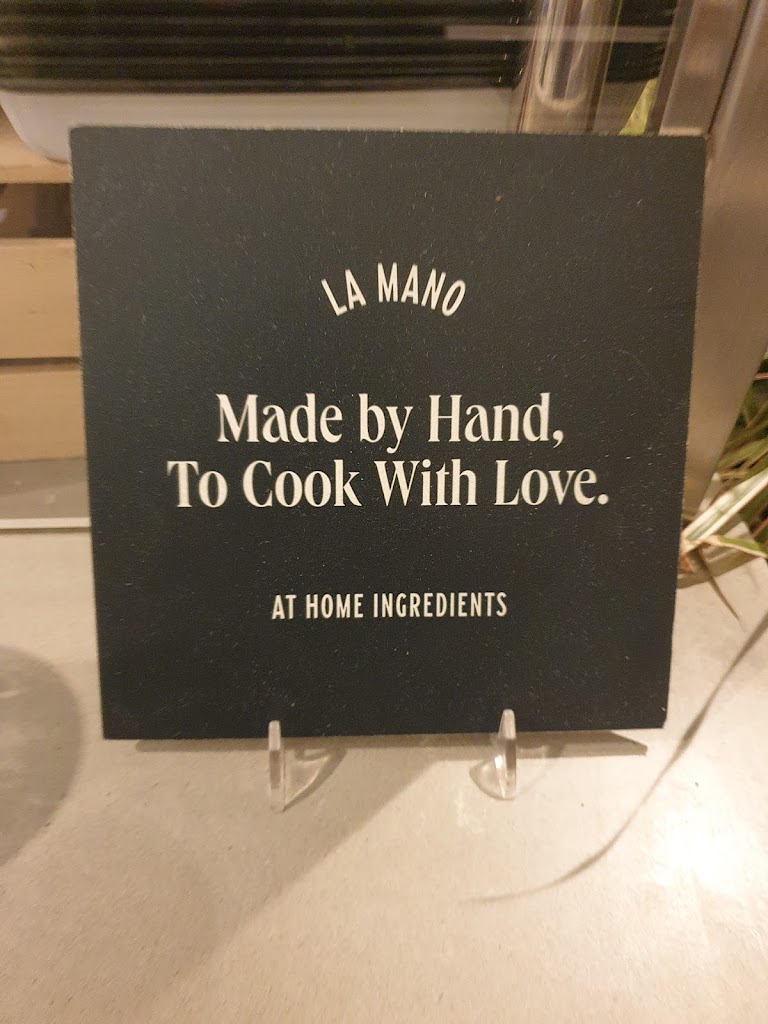 LA MANO
Made by Hand,
To Cook With Love.
AT HOME INGREDIENTS